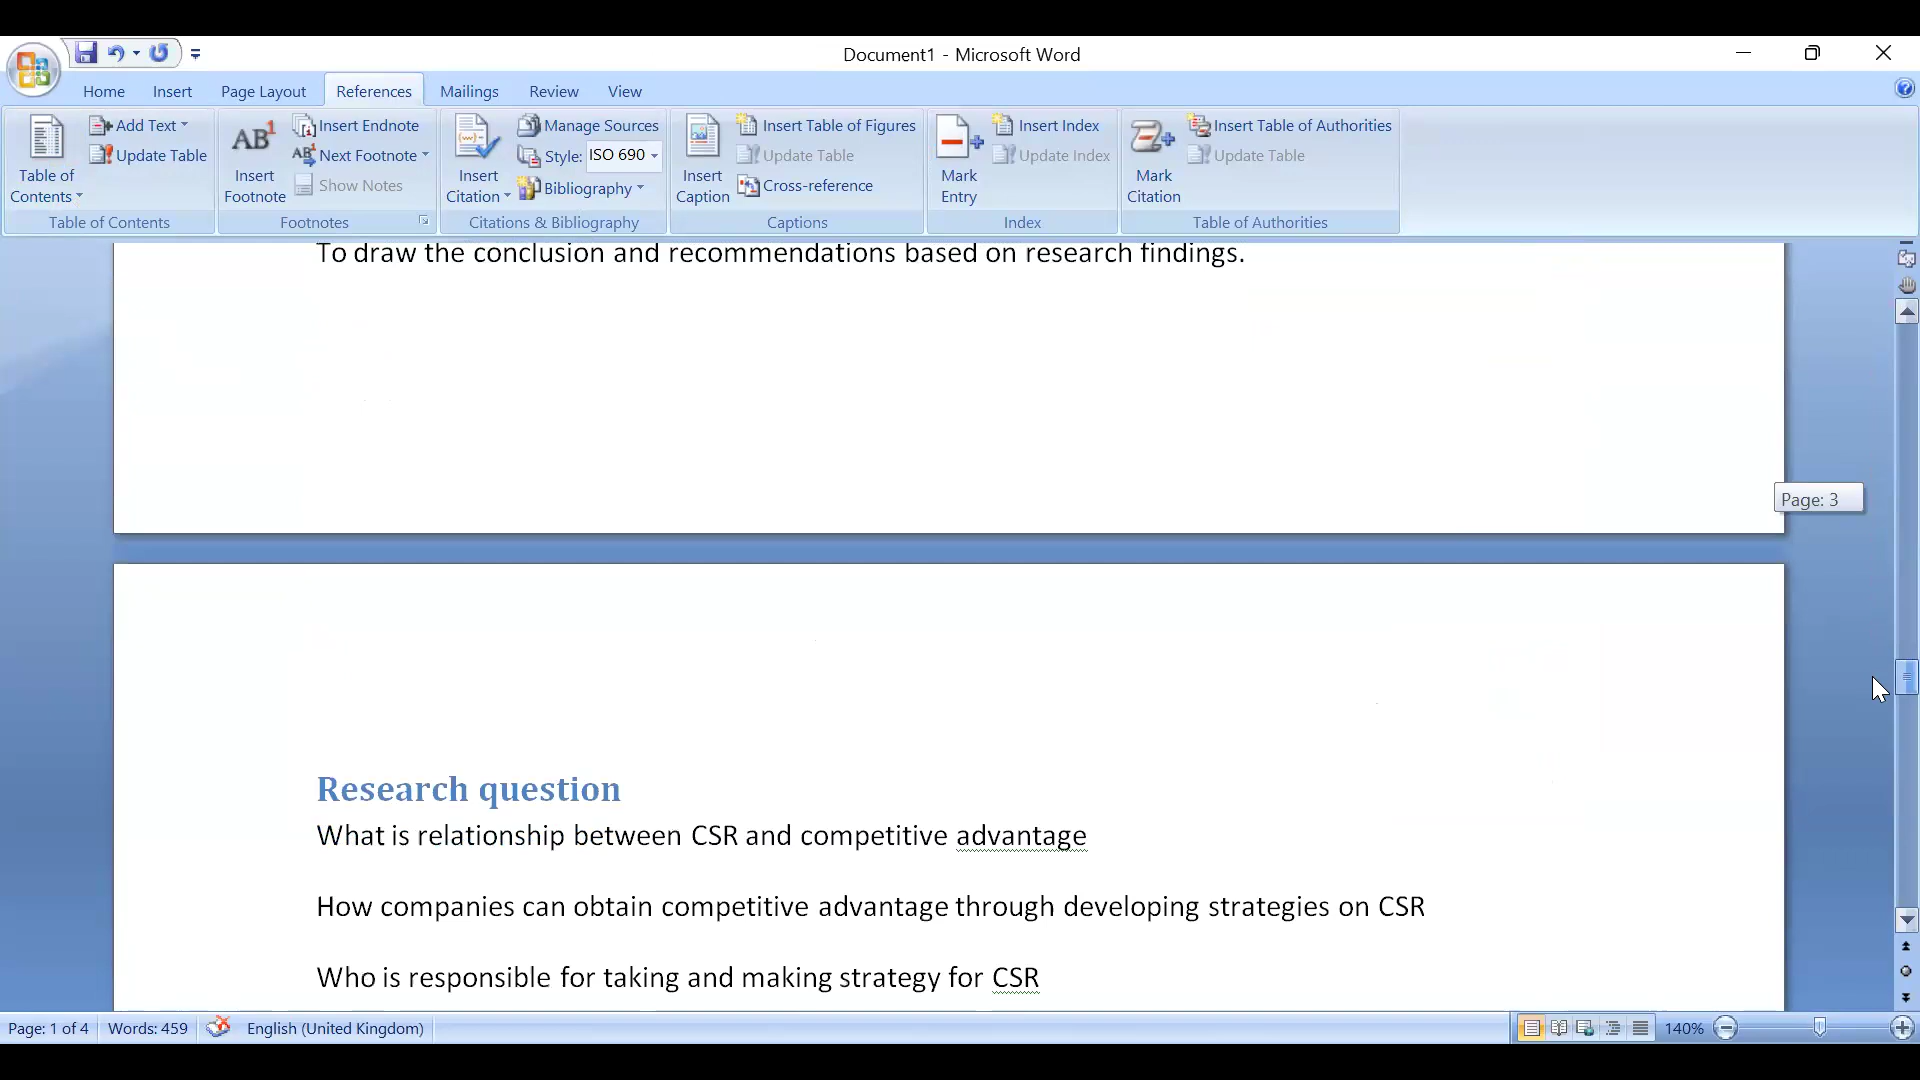 Document1 - Microsoft Word
Home Insert Page Layout References Mailings Review View
Table of Contents
Add Text
Update Table
Table of Contents
AB1
Insert Footnote
Insert Endnote
AB1 Next Footnote
Show Notes
Footnotes
Insert Citation
Manage Sources
Style: ISO 690
Bibliography
Citations & Bibliography
Insert Caption
Insert Table of Figures
Update Table
Cross-reference
Captions
Mark Entry
Insert Index
Update Index
Index
Mark Citation
Insert Table of Authorities
Update Table
Table of Authorities
To draw the conclusion and recommendations based on research findings.
Page: 3
Research question
What is relationship between CSR and competitive advantage
How companies can obtain competitive advantage through developing strategies on CSR
Who is responsible for taking and making strategy for CSR
Page: 1 of 4 Words: 459 English (United Kingdom) 140%